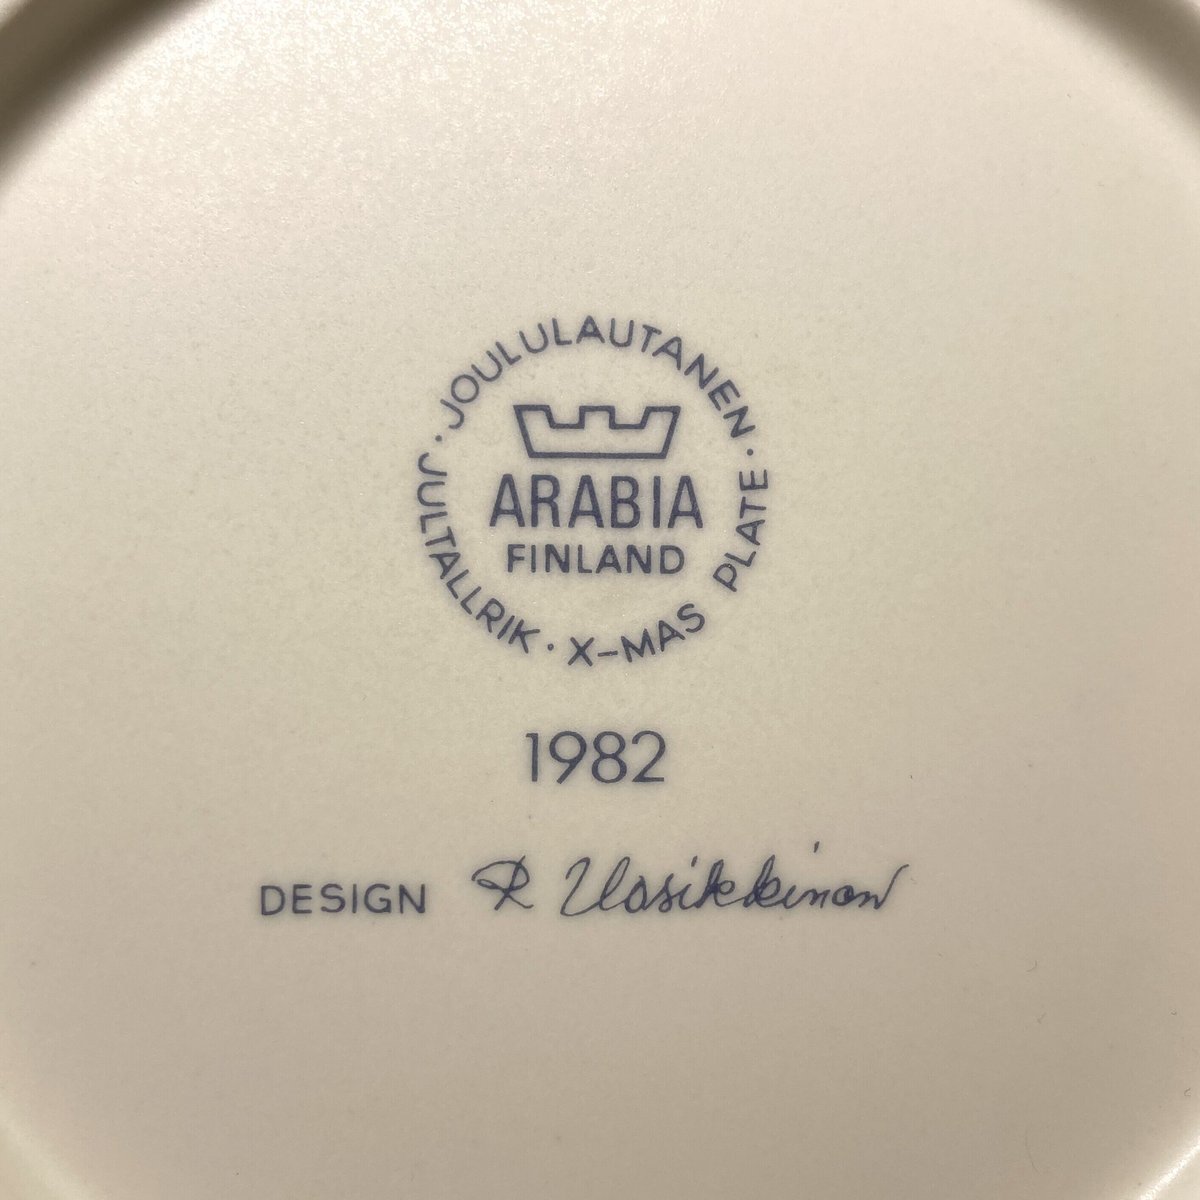 JOULULAUTANEN · X-MAS PLATE · JULTALLRIK ·
ARABIA
FINLAND
1982
DESIGN R Uosikkinen